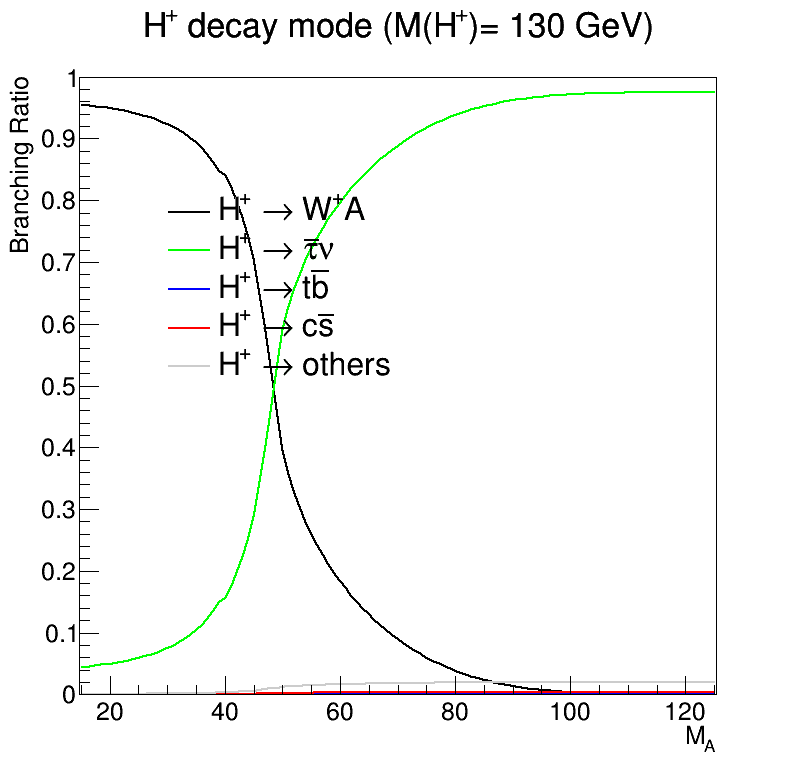 H⁺ decay mode (M(H⁺)= 130 GeV)
Branching Ratio
1
0.9
0.8
0.7
0.6
0.5
0.4
0.3
0.2
0.1
0
H⁺ → W⁺A
H⁺ → τ̅ν
H⁺ → tb̅
H⁺ → cs̅
H⁺ → others
20 40 60 80 100 120
M_A